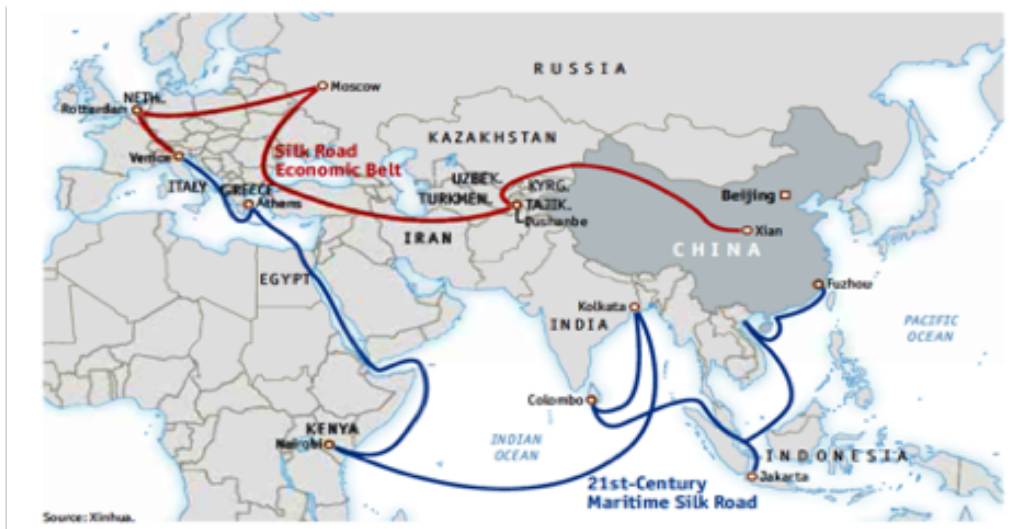 RUSSIA
Moscow
NETH.
Rotterdam
KAZAKHSTAN
Silk Road
Economic Belt
Venice
UZBEK.
KYRG.
ITALY
GREECE
TURKMEN.
TAJIK.
Beijing
Athens
Dushanbe
Xian
IRAN
CHINA
EGYPT
Fuzhou
Kolkata
INDIA
PACIFIC
OCEAN
Colombo
KENYA
Nairobi
INDIAN
OCEAN
INDONESIA
Jakarta
21st-Century
Maritime Silk Road
Source: Xinhua.